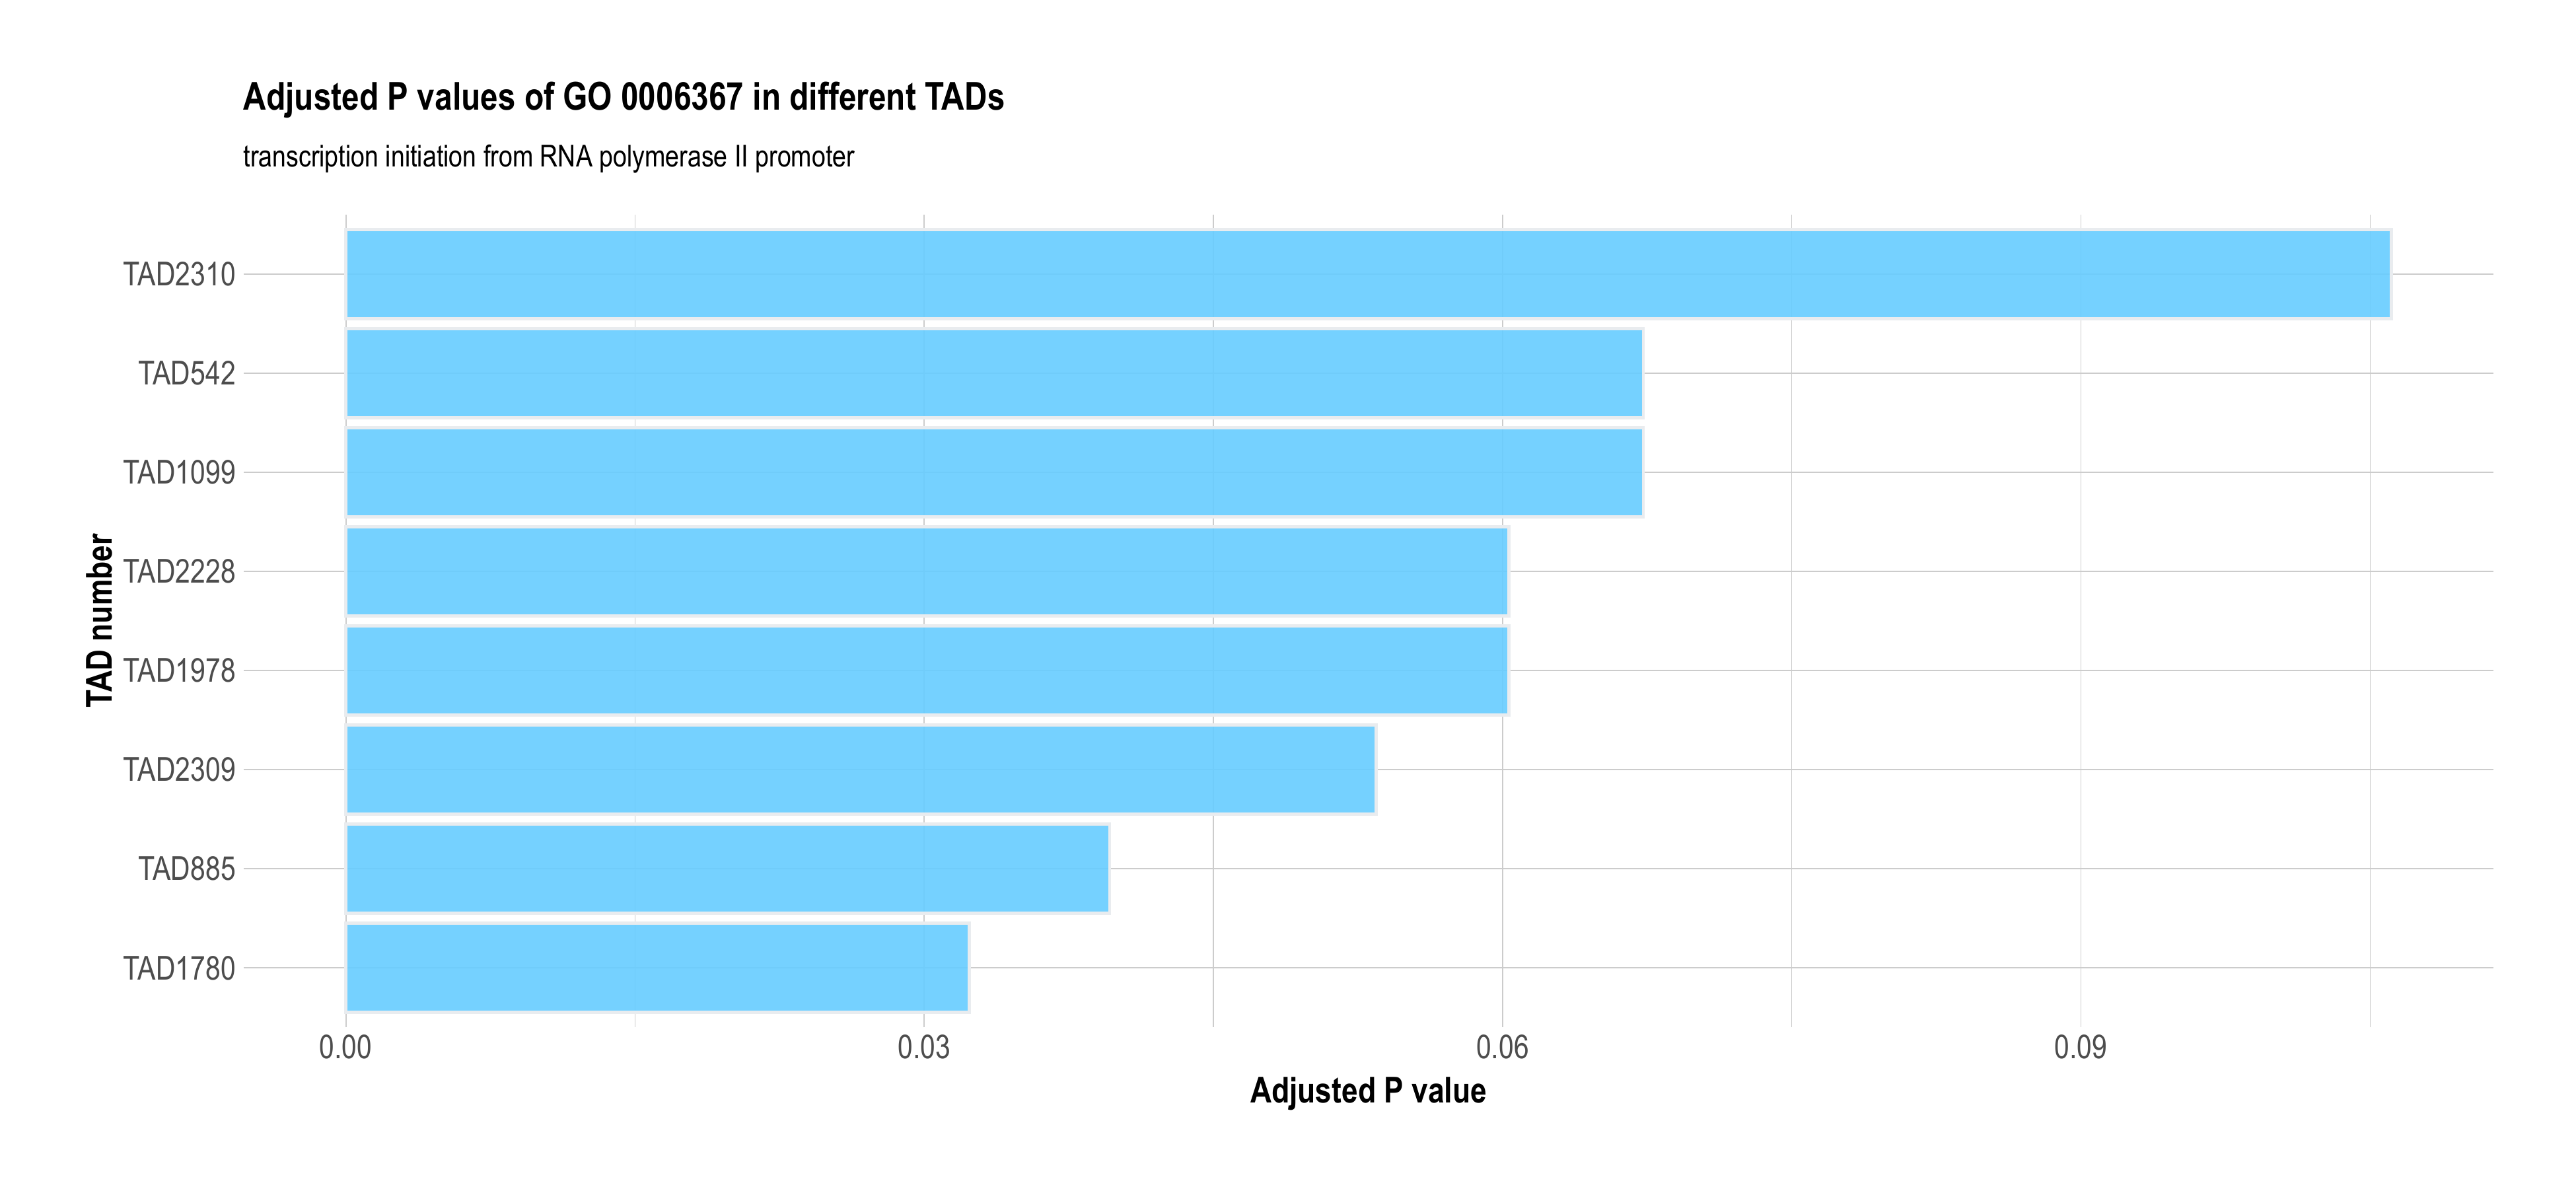 Adjusted P values of GO 0006367 in different TADs
transcription initiation from RNA polymerase II promoter
TAD number
TAD2310
TAD542
TAD1099
TAD2228
TAD1978
TAD2309
TAD885
TAD1780
0.00 0.03 0.06 0.09
Adjusted P value